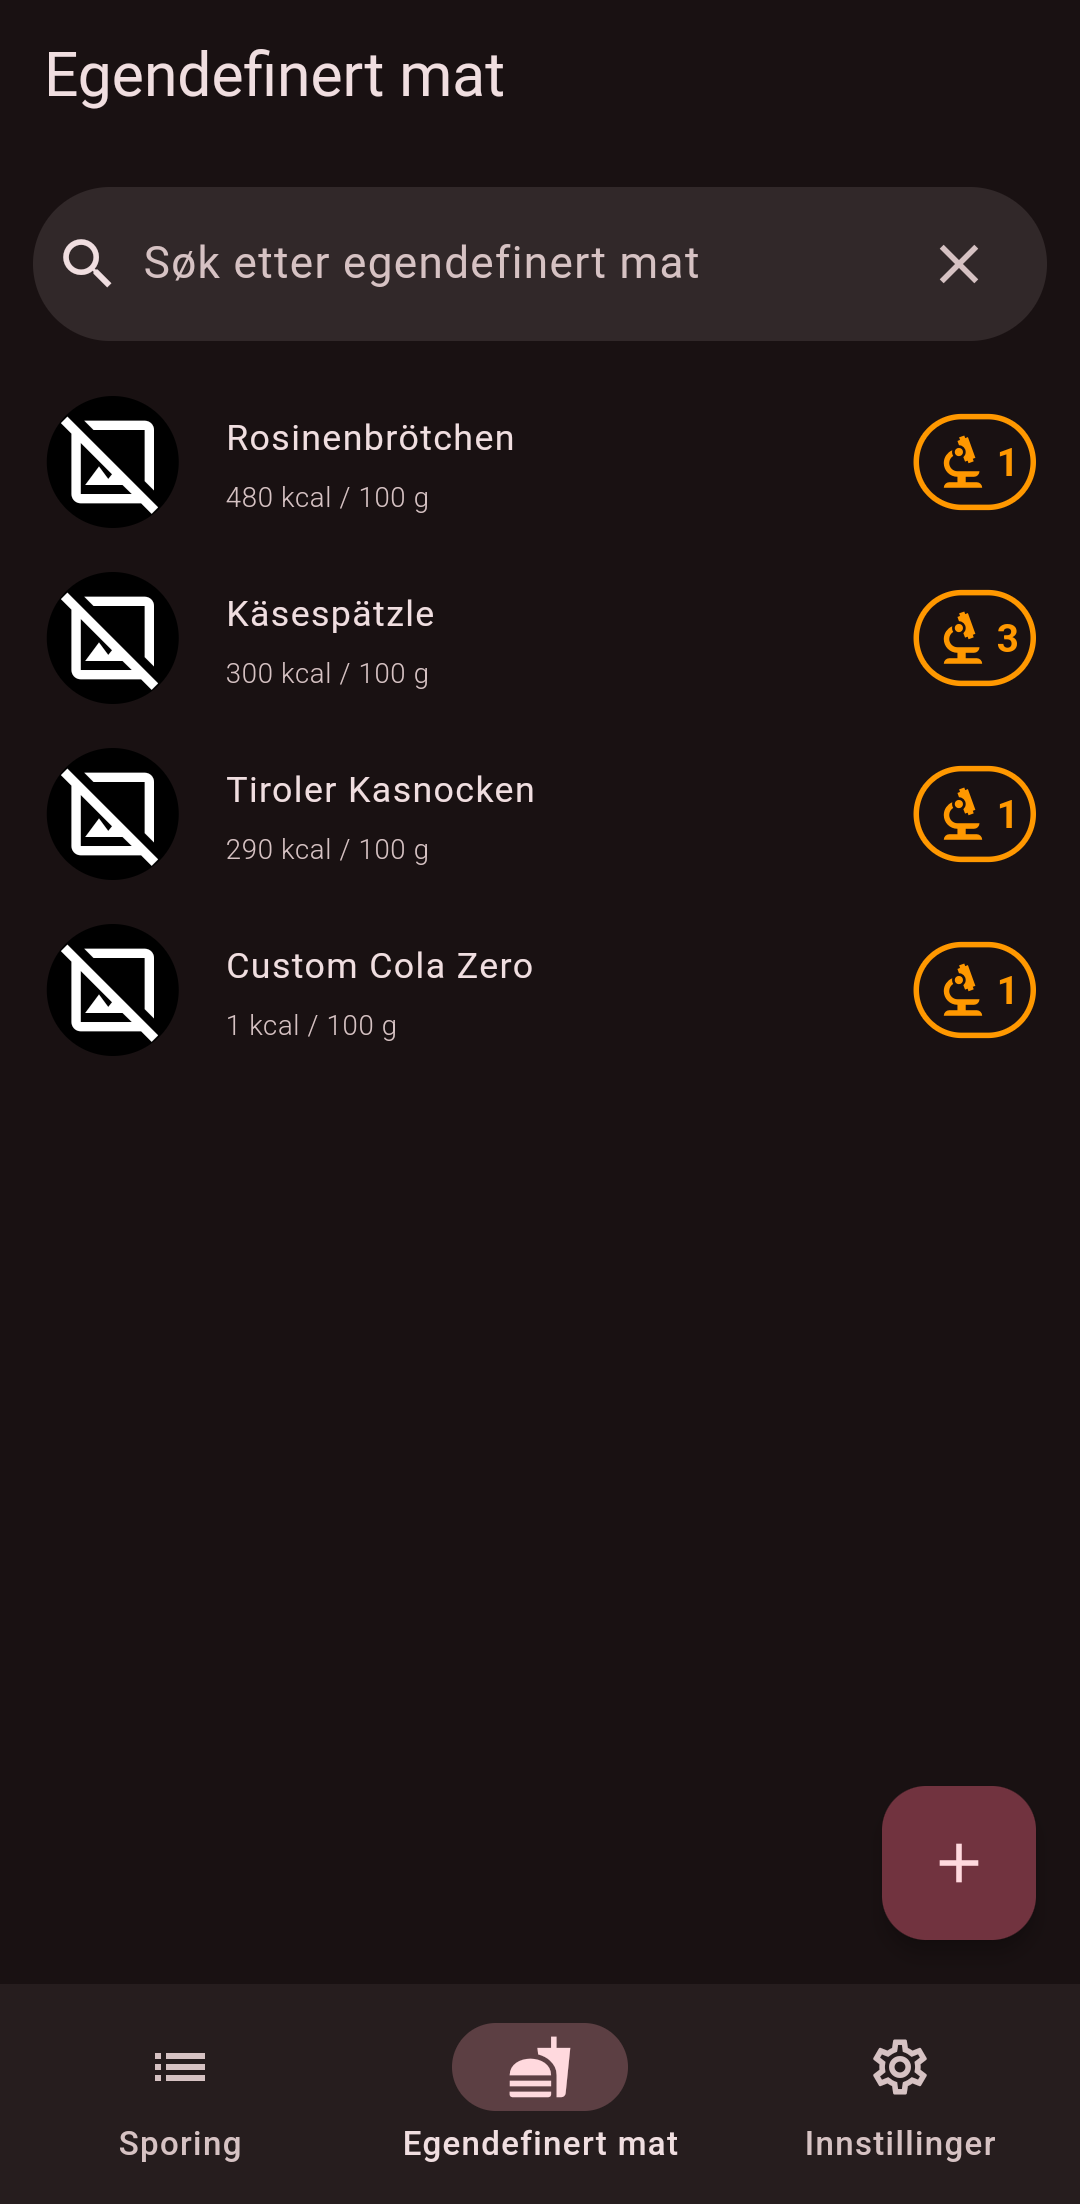 Egendefinert mat
Søk etter egendefinert mat
Rosinenbrötchen
480 kcal / 100 g
1
Käsespätzle
300 kcal / 100 g
3
Tiroler Kasnocken
290 kcal / 100 g
1
Custom Cola Zero
1 kcal / 100 g
1
Sporing
Egendefinert mat
Innstillinger